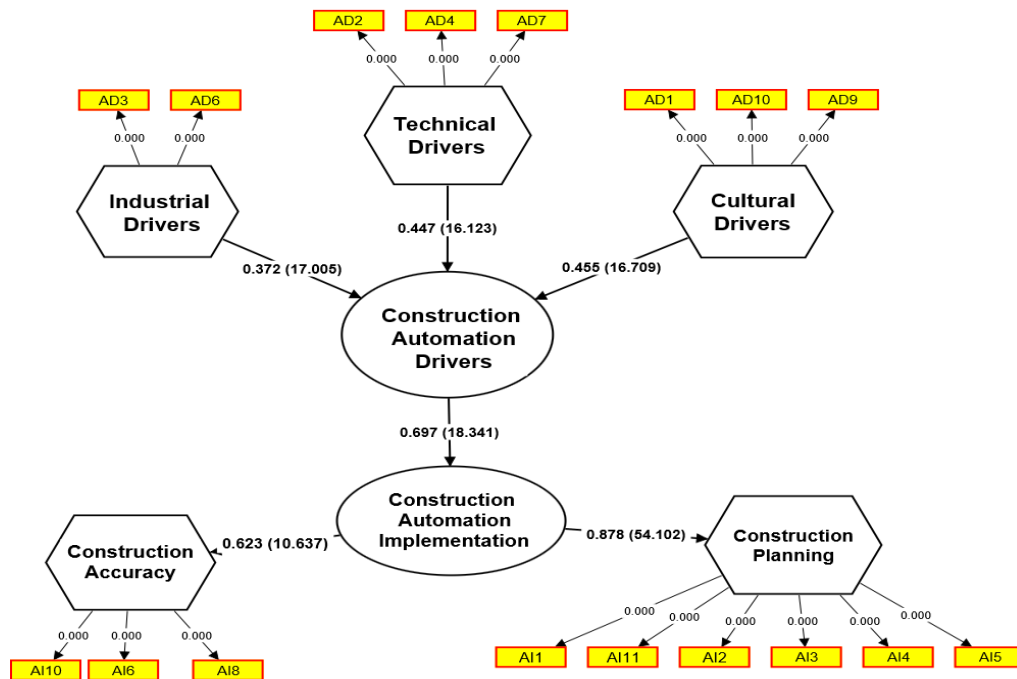 AD2 AD4 AD7
0.000 0.000 0.000
AD3 AD6
AD1 AD10 AD9
0.000 0.000
0.000 0.000 0.000
Technical
Drivers
Industrial
Drivers
Cultural
Drivers
0.447 (16.123)
0.372 (17.005)
0.455 (16.709)
Construction
Automation
Drivers
0.697 (18.341)
Construction
Automation
Implementation
0.623 (10.637)
0.878 (54.102)
Construction
Accuracy
Construction
Planning
0.000 0.000 0.000
0.000 0.000 0.000 0.000 0.000 0.000
AI10 AI6 AI8
AI1 AI11 AI2 AI3 AI4 AI5